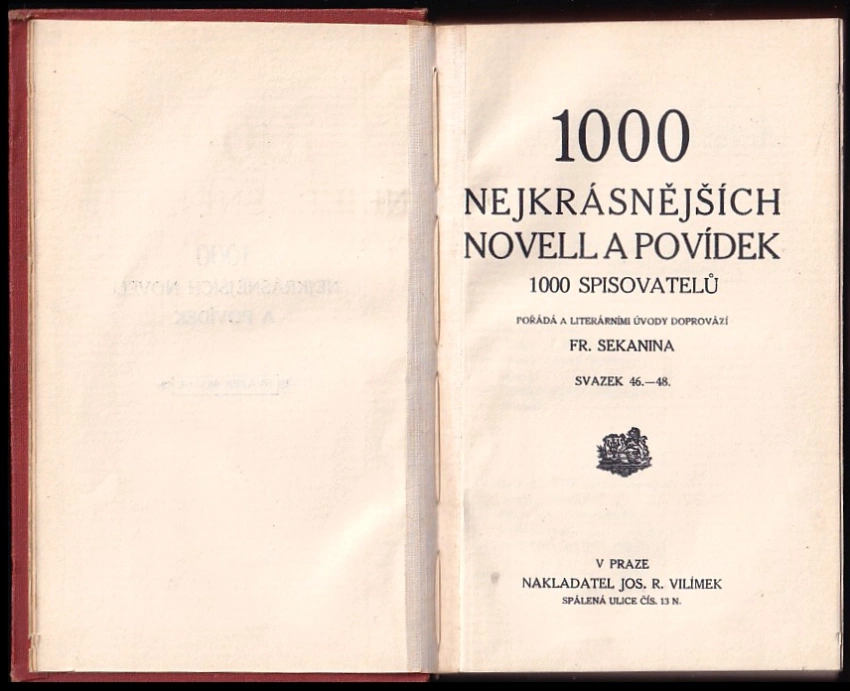 1000
NEJKRÁSNĚJŠÍCH
NOVELL A POVÍDEK
1000 SPISOVATELŮ
POŘÁDÁ A LITERÁRNÍMI ÚVODY DOPROVÁZÍ
FR. SEKANINA
SVAZEK 46.—48.
V PRAZE
NAKLADATEL JOS. R. VILÍMEK
SPÁLENÁ ULICE ČÍS. 13 N.